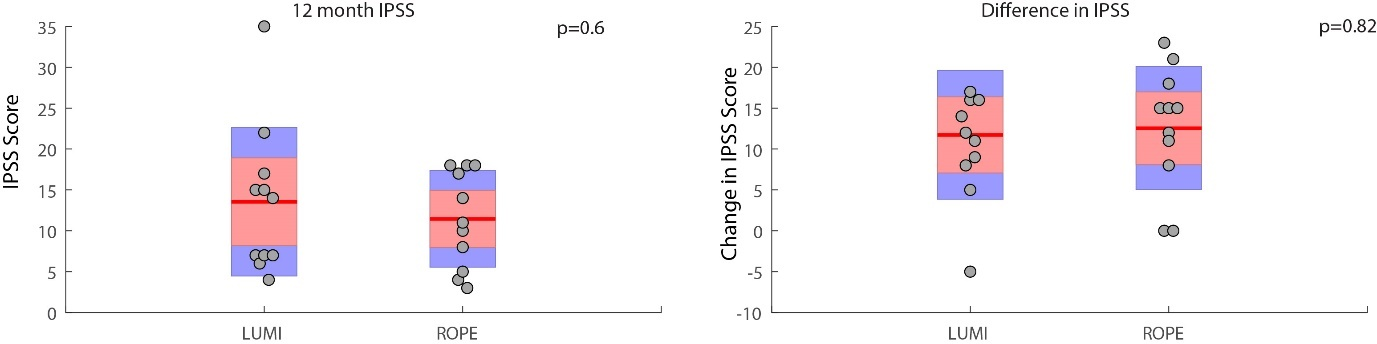 12 month IPSS
p=0.6
IPSS Score
35
30
25
20
15
10
5
0
LUMI ROPE
Difference in IPSS
p=0.82
Change in IPSS Score
25
20
15
10
5
0
-5
-10
LUMI ROPE